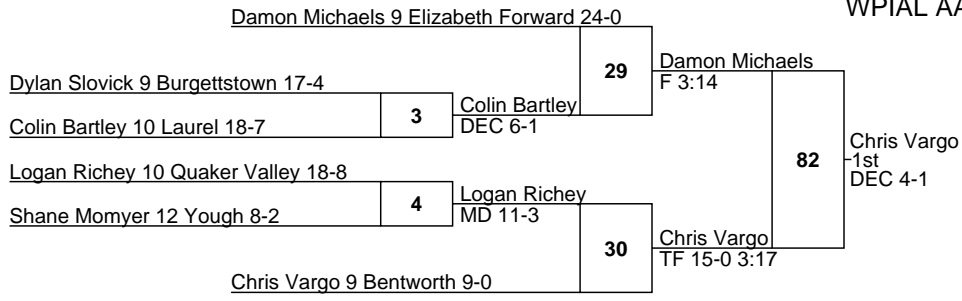 WPIAL AA
Damon Michaels 9 Elizabeth Forward 24-0
29
Damon Michaels
F 3:14
Dylan Slovick 9 Burgettstown 17-4
3
Colin Bartley
DEC 6-1
Colin Bartley 10 Laurel 18-7
82
Chris Vargo
1st
DEC 4-1
Logan Richey 10 Quaker Valley 18-8
4
Logan Richey
MD 11-3
Shane Momyer 12 Yough 8-2
30
Chris Vargo
TF 15-0 3:17
Chris Vargo 9 Bentworth 9-0